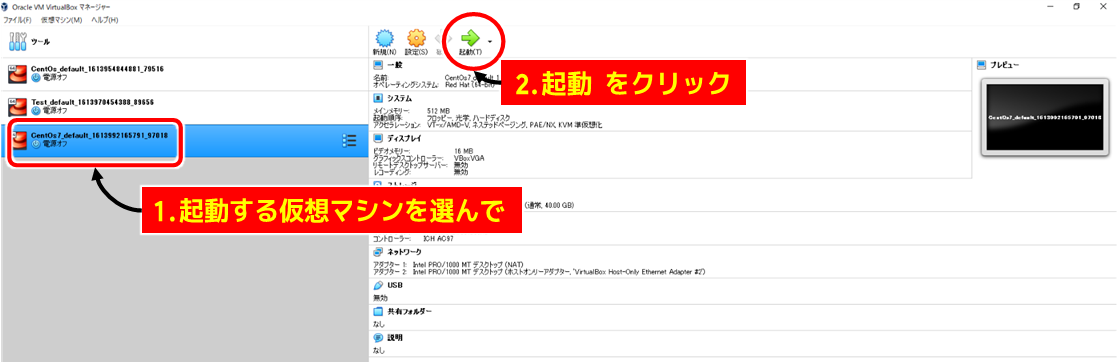 Oracle VM VirtualBox マネージャー
ファイル(F) 仮想マシン(M) ヘルプ(H)
ツール
CentOs_default_1613954844881_79516
電源オフ
Test_default_1613970454388_89656
電源オフ
CentOs7_default_1613992165791_97018
電源オフ
新規(N) 設定(S) 起動(T)
一般
名前: CentOs7_default_1
オペレーティングシステム: Red Hat (64-bit)
システム
メインメモリー: 512 MB
起動順序: フロッピー, 光学, ハードディスク
アクセラレーション: VT-x/AMD-V, ネステッドページング, PAE/NX, KVM 準仮想化
ディスプレイ
ビデオメモリー: 16 MB
グラフィックスコントローラー: VBoxVGA
リモートデスクトップサーバー: 無効
レコーディング: 無効
(通常, 40.00 GB)
コントローラー: ICH AC97
ネットワーク
アダプター 1: Intel PRO/1000 MT デスクトップ (NAT)
アダプター 2: Intel PRO/1000 MT デスクトップ (ホストオンリーアダプター, 'VirtualBox Host-Only Ethernet Adapter #2')
USB
無効
共有フォルダー
なし
説明
なし
プレビュー
CentOs7_default_1613992165791_97018
1.起動する仮想マシンを選んで
2.起動 をクリック